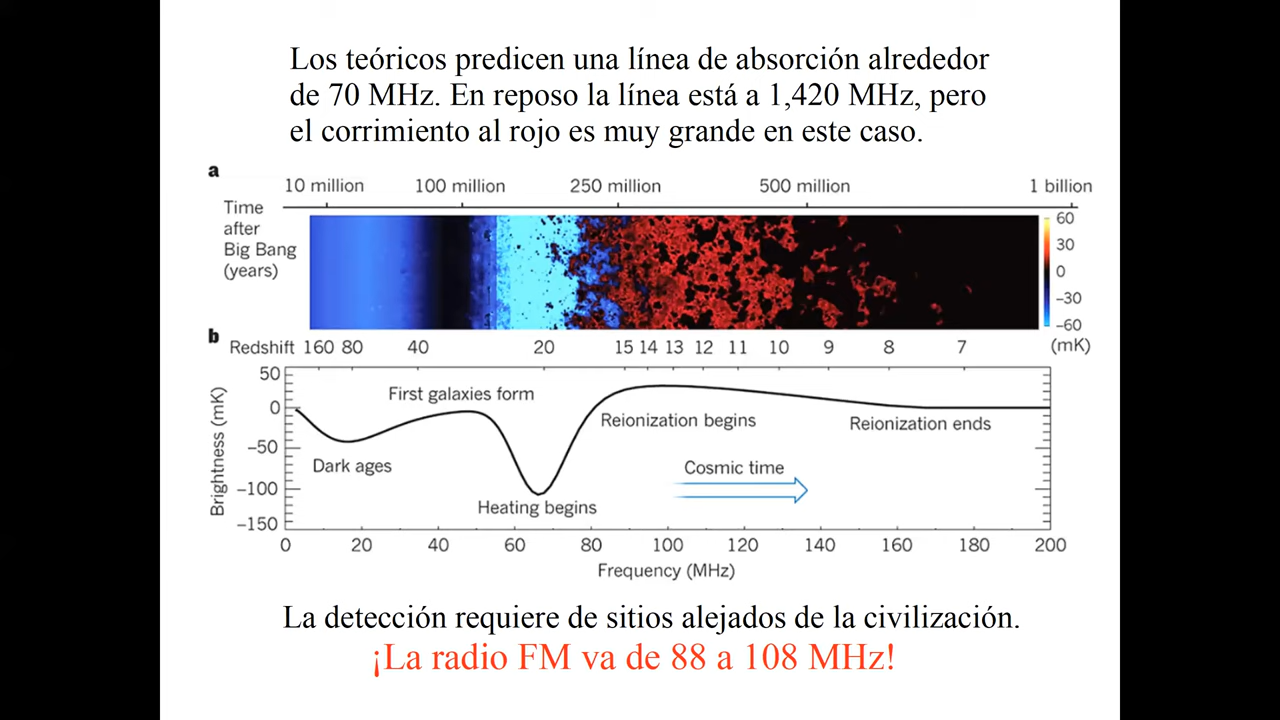 Los teóricos predicen una línea de absorción alrededor
de 70 MHz. En reposo la línea está a 1,420 MHz, pero
el corrimiento al rojo es muy grande en este caso.
a
10 million 100 million 250 million 500 million 1 billion
Time
after
Big Bang
(years)
60
30
0
−30
−60
(mK)
b
Redshift 160 80 40 20 15 14 13 12 11 10 9 8 7
Brightness (mK)
50
0
−50
−100
−150
First galaxies form
Dark ages
Heating begins
Reionization begins
Reionization ends
Cosmic time
0 20 40 60 80 100 120 140 160 180 200
Frequency (MHz)
La detección requiere de sitios alejados de la civilización.
¡La radio FM va de 88 a 108 MHz!